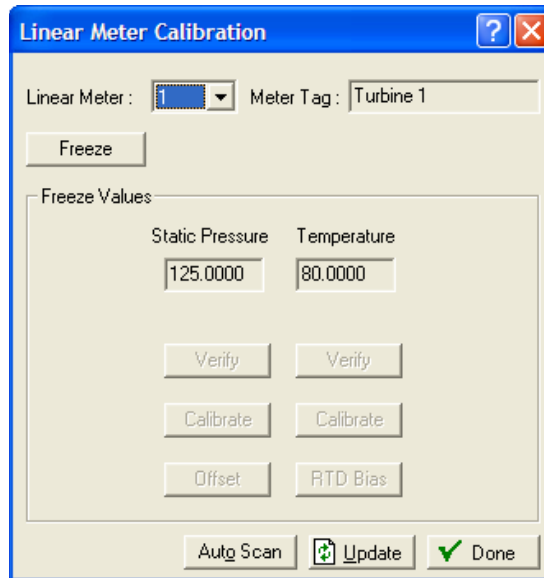 Linear Meter Calibration
Linear Meter : 1 Meter Tag : Turbine 1
Freeze
Freeze Values
Static Pressure Temperature
125.0000 80.0000
Verify Verify
Calibrate Calibrate
Offset RTD Bias
Auto Scan Update Done